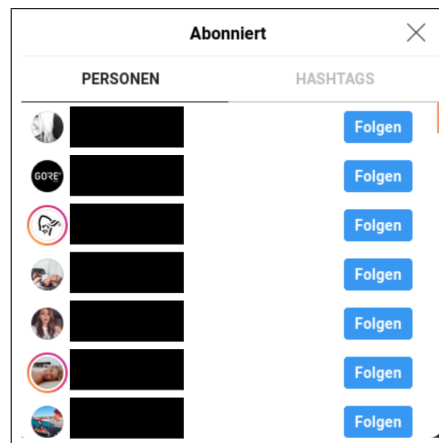 Abonniert
PERSONEN HASHTAGS
Folgen
GORE Folgen
Folgen
Folgen
Folgen
Folgen
Folgen